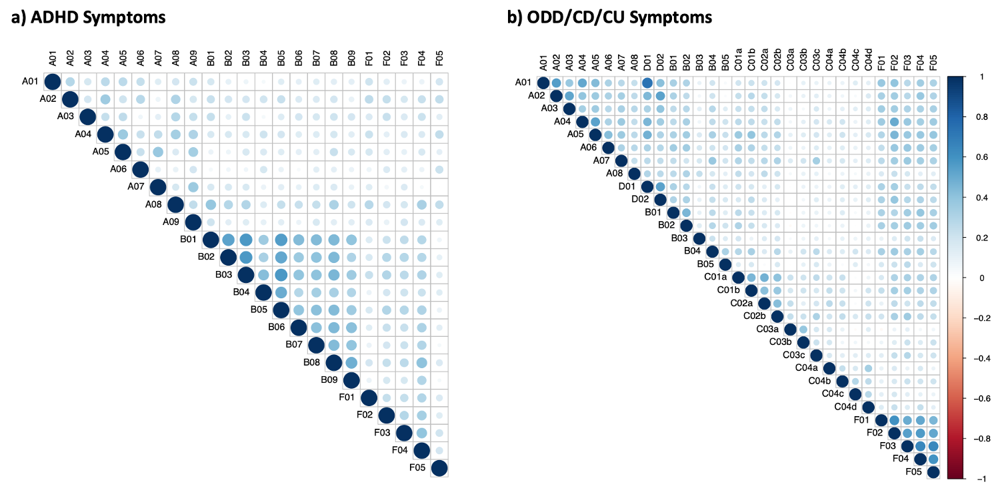 a) ADHD Symptoms
b) ODD/CD/CU Symptoms
A01 A02 A03 A04 A05 A06 A07 A08 A09 B01 B02 B03 B04 B05 B06 B07 B08 B09 F01 F02 F03 F04 F05
A01
A02
A03
A04
A05
A06
A07
A08
A09
B01
B02
B03
B04
B05
B06
B07
B08
B09
F01
F02
F03
F04
F05
A01 A02 A03 A04 A05 A06 A07 A08 D01 D02 B01 B02 B03 B04 B05 C01a C01b C02a C02b C03a C03b C03c C04a C04b C04c C04d F01 F02 F03 F04 F05
A01
A02
A03
A04
A05
A06
A07
A08
D01
D02
B01
B02
B03
B04
B05
C01a
C01b
C02a
C02b
C03a
C03b
C03c
C04a
C04b
C04c
C04d
F01
F02
F03
F04
F05
1
0.8
0.6
0.4
0.2
0
−0.2
−0.4
−0.6
−0.8
−1